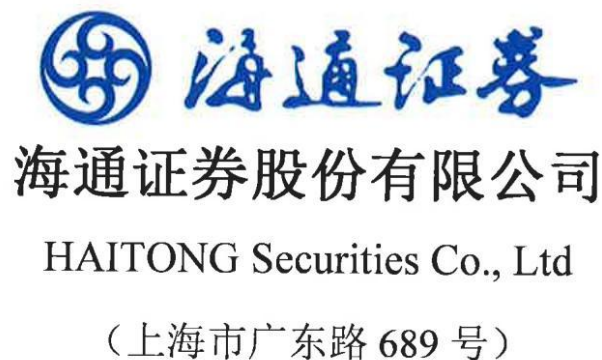 海通证券
海通证券股份有限公司
HAITONG Securities Co., Ltd
（上海市广东路 689 号）